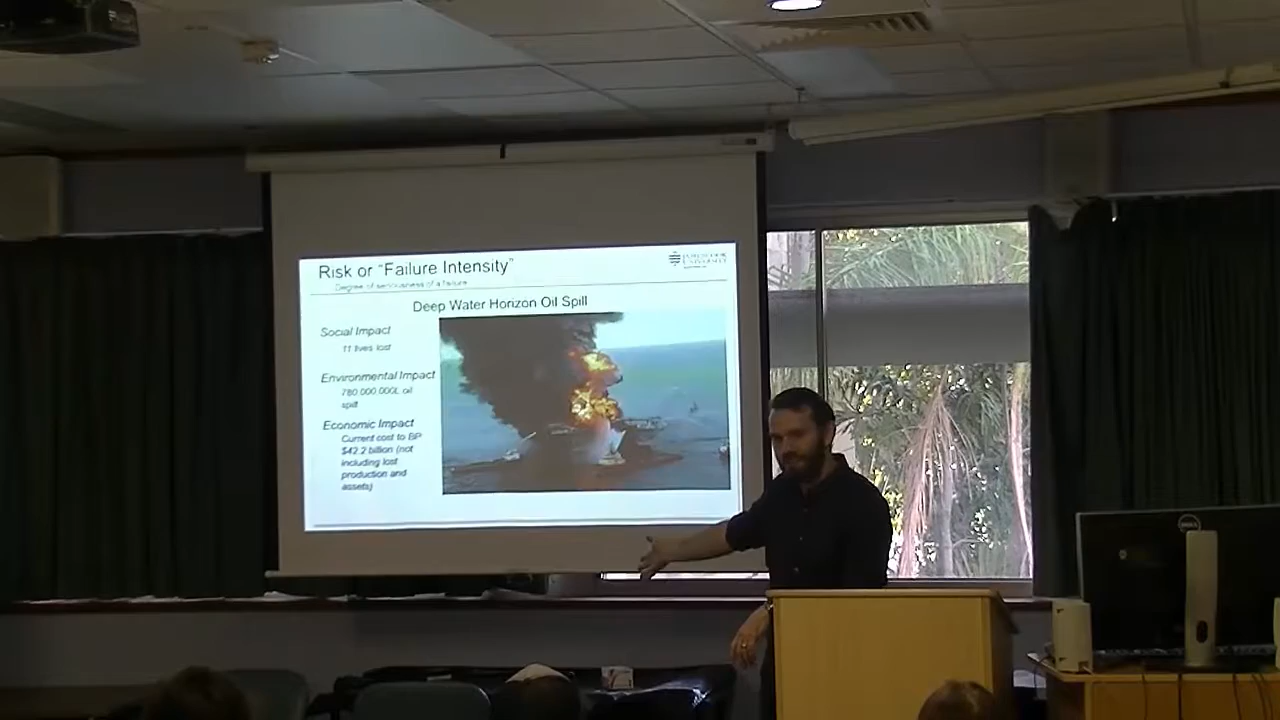 Risk or "Failure Intensity"
Degree of seriousness of a failure
Deep Water Horizon Oil Spill
Social Impact
11 lives lost
Environmental Impact
780 000 000L oil
spill
Economic Impact
Current cost to BP
$42.2 billion (not
including lost
production and
assets)
DELL